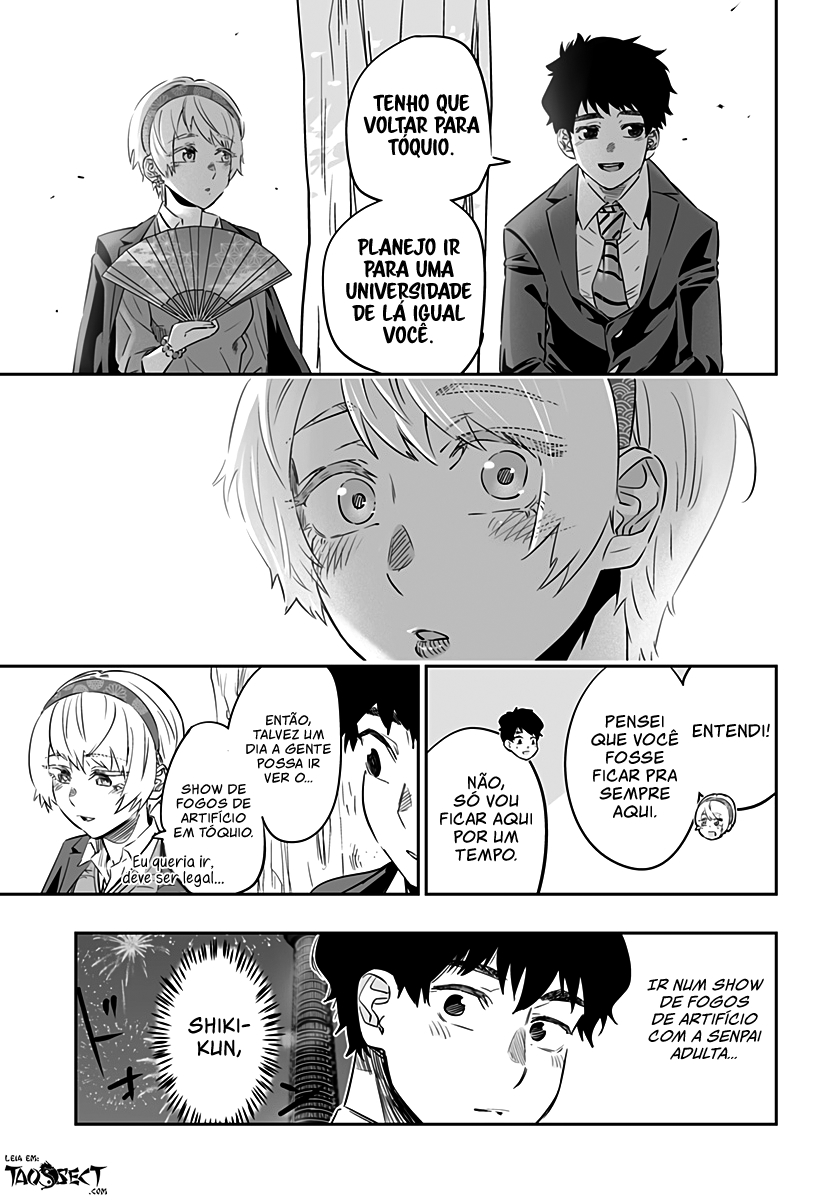 TENHO QUE
VOLTAR PARA
TÓQUIO.
PLANEJO IR
PARA UMA
UNIVERSIDADE
DE LÁ IGUAL
VOCÊ.
ENTENDI!
PENSEI
QUE VOCÊ
FOSSE
FICAR PRA
SEMPRE
AQUI.
NÃO,
SÓ VOU
FICAR AQUI
POR UM
TEMPO.
ENTÃO,
TALVEZ UM
DIA A GENTE
POSSA IR
VER O...
SHOW DE
FOGOS DE
ARTIFÍCIO
EM TÓQUIO.
Eu queria ir,
deve ser legal...
IR NUM SHOW
DE FOGOS
DE ARTIFÍCIO
COM A SENPAI
ADULTA...
SHIKI-
KUN,
ドキ
LEIA EM:
TAOSECT
.COM